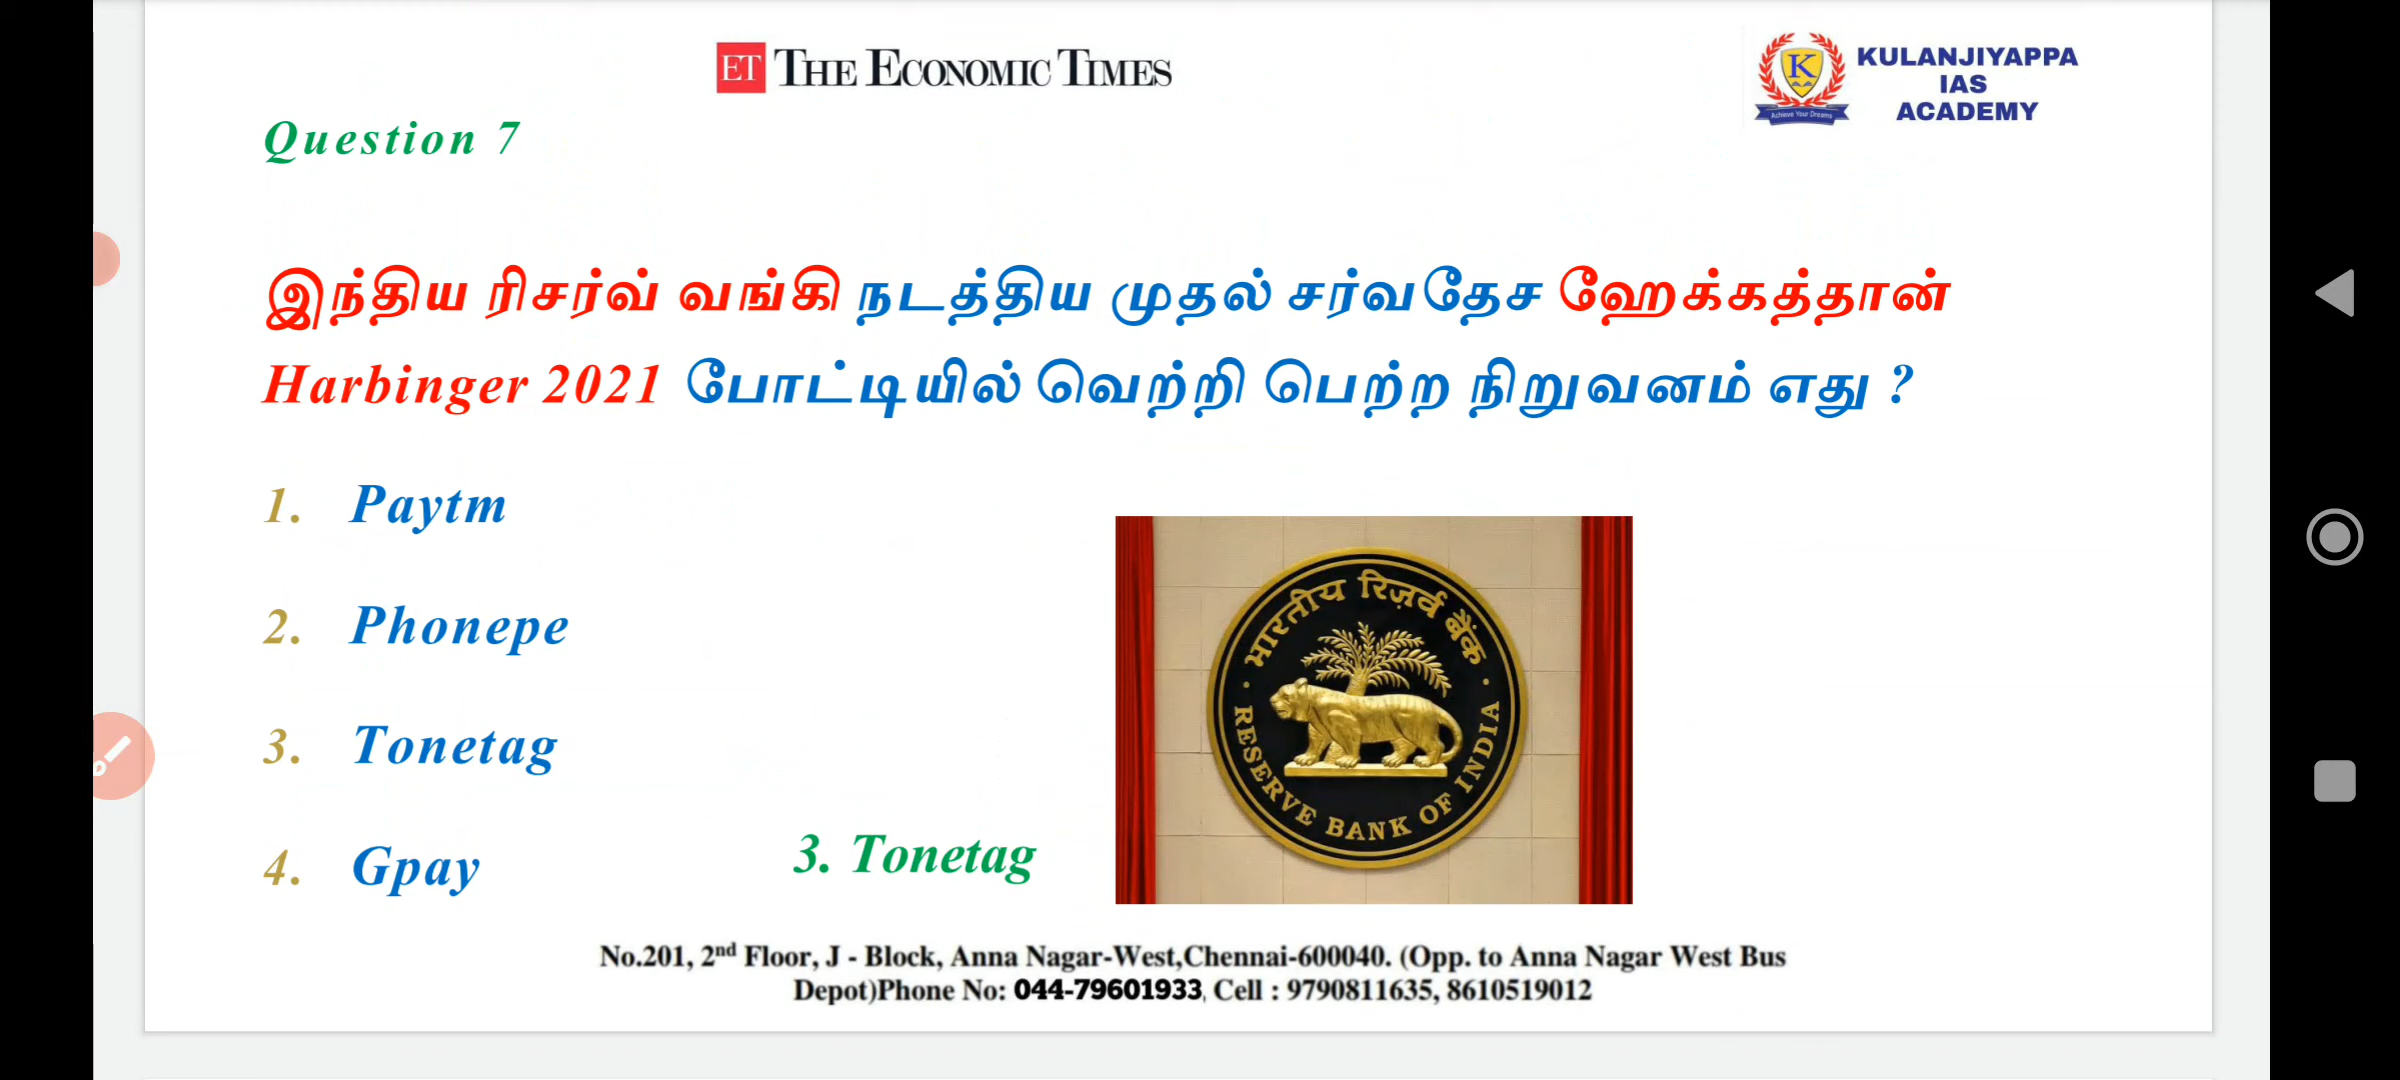 ET THE ECONOMIC TIMES
K
Achieve Your Dreams
KULANJIYAPPA
IAS
ACADEMY
Question 7
இந்திய ரிசர்வ் வங்கி நடத்திய முதல் சர்வதேச ஹேக்கத்தான்
Harbinger 2021 போட்டியில் வெற்றி பெற்ற நிறுவனம் எது ?
1. Paytm
2. Phonepe
3. Tonetag
4. Gpay
3. Tonetag
भारतीय रिज़र्व बैंक
RESERVE BANK OF INDIA
No.201, 2nd Floor, J - Block, Anna Nagar-West,Chennai-600040. (Opp. to Anna Nagar West Bus
Depot)Phone No: 044-79601933, Cell : 9790811635, 8610519012